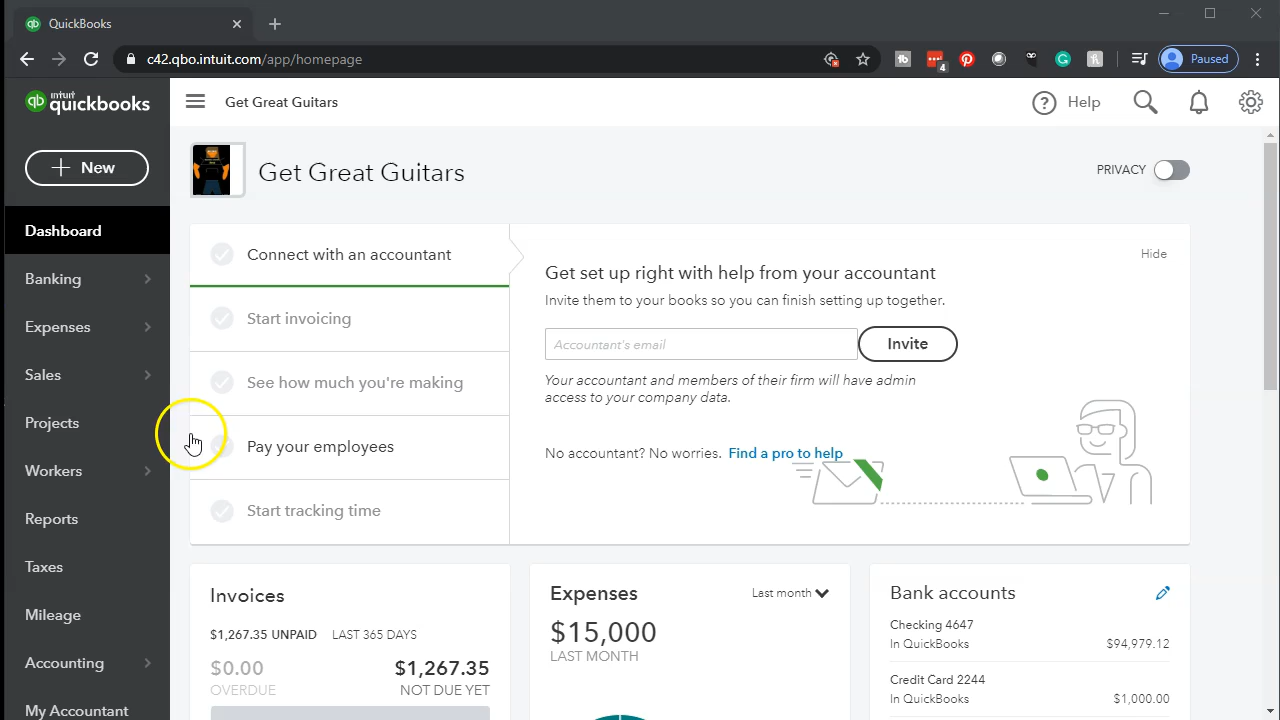 QuickBooks
c42.qbo.intuit.com/app/homepage
4
Paused
intuit
quickbooks
Get Great Guitars
Help
New
Get Great Guitars
PRIVACY
Dashboard
Banking
Expenses
Sales
Projects
Workers
Reports
Taxes
Mileage
Accounting
My Accountant
Connect with an accountant
Start invoicing
See how much you're making
Pay your employees
Start tracking time
Hide
Get set up right with help from your accountant
Invite them to your books so you can finish setting up together.
Accountant's email
Invite
Your accountant and members of their firm will have admin
access to your company data.
No accountant? No worries. Find a pro to help
Invoices
$1,267.35 UNPAID LAST 365 DAYS
$0.00 $1,267.35
OVERDUE NOT DUE YET
Expenses Last month
$15,000
LAST MONTH
Bank accounts
Checking 4647
In QuickBooks $94,979.12
Credit Card 2244
In QuickBooks $1,000.00